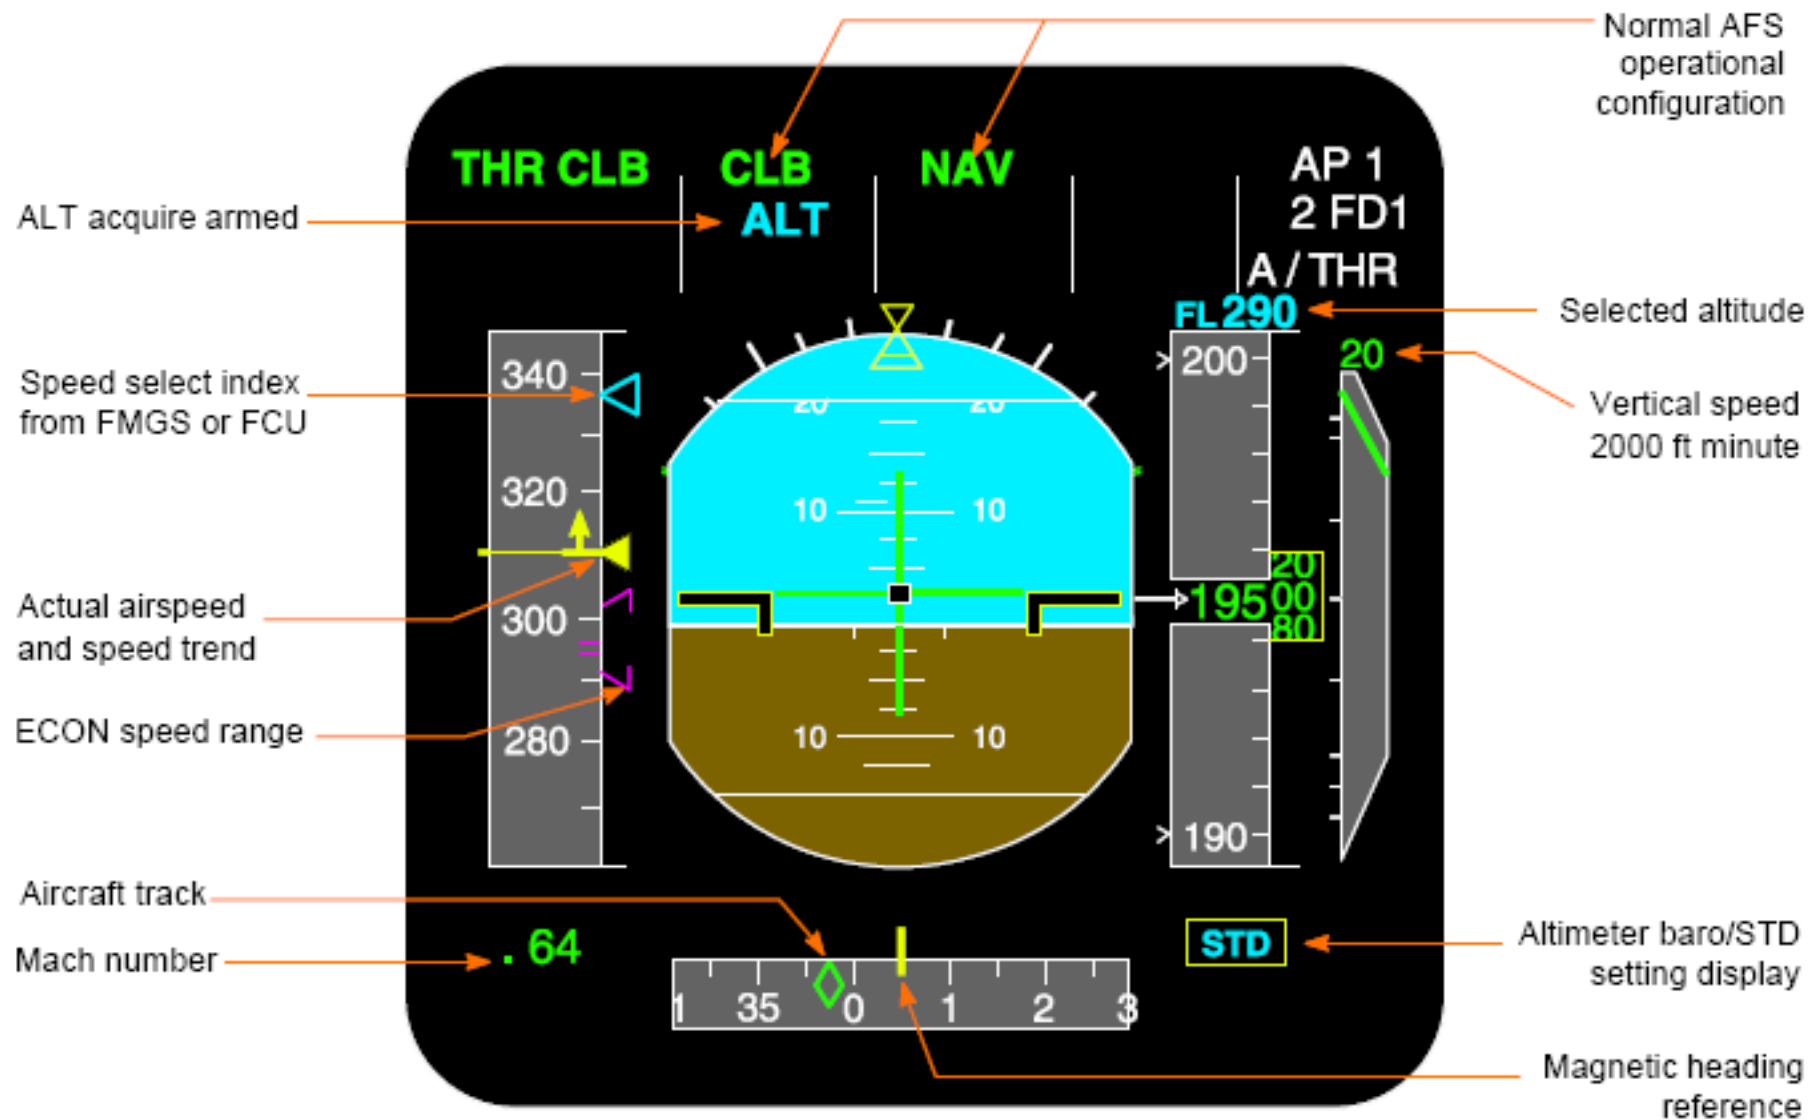 Normal AFS
operational
configuration
THR CLB
CLB
NAV
AP 1
ALT acquire armed
ALT
2 FD1
A / THR
FL 290
Selected altitude
Speed select index
from FMGS or FCU
340
320
300
280
20 20
10 10
10 10
200
20
Vertical speed
2000 ft minute
Actual airspeed
and speed trend
20
195 00
80
ECON speed range
190
Aircraft track
Mach number
. 64
STD
Altimeter baro/STD
setting display
1 35 0 1 2 3
Magnetic heading
reference